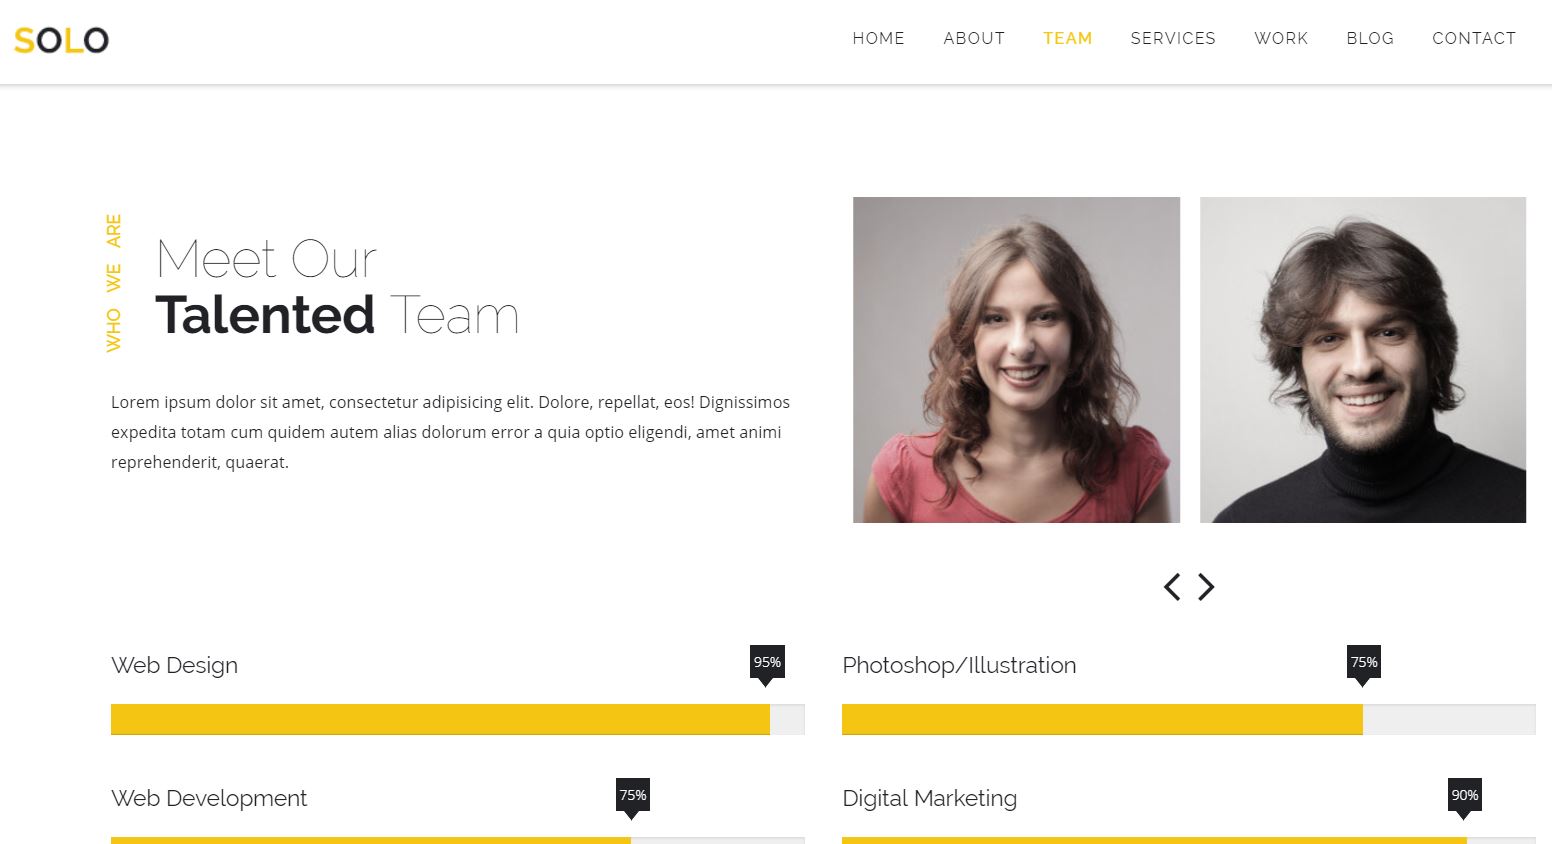 SOLO
HOME ABOUT TEAM SERVICES WORK BLOG CONTACT
WHO WE ARE
Meet Our
Talented Team
Lorem ipsum dolor sit amet, consectetur adipisicing elit. Dolore, repellat, eos! Dignissimos
expedita totam cum quidem autem alias dolorum error a quia optio eligendi, amet animi
reprehenderit, quaerat.
Web Design 95%
Photoshop/Illustration 75%
Web Development 75%
Digital Marketing 90%